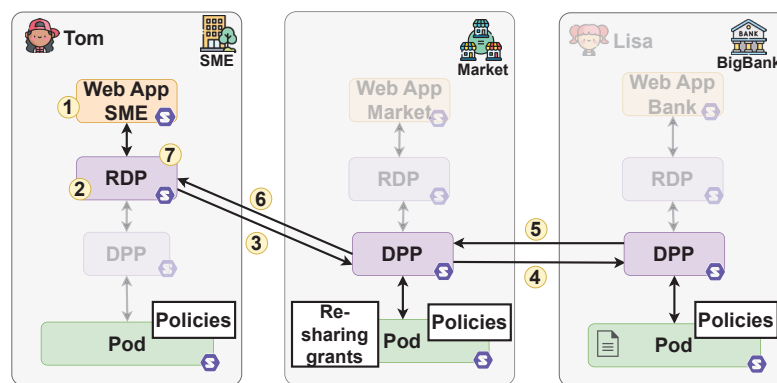 Tom
SME
Web App
SME
1
7
RDP
2
DPP
Policies
Pod
6
3
Market
Web App
Market
RDP
DPP
Re-
sharing
grants
Policies
Pod
5
4
Lisa
BANK
BigBank
Web App
Bank
RDP
DPP
Policies
Pod